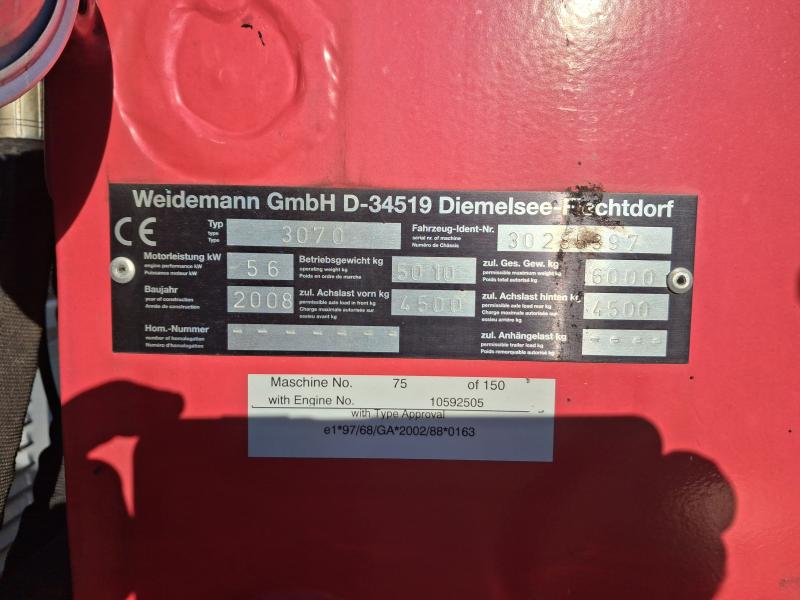 Weidemann GmbH D-34519 Diemelsee-Flechtdorf
CE
Typ
type
Type
3070
Fahrzeug-Ident-Nr.
serial nr. of machine
Numéro de Châssis
Motorleistung kW
engine performance kW
Puissance moteur kW
56
Betriebsgewicht kg
operating weight kg
Poids en ordre de marche
5010
zul. Ges. Gew. kg
permissible maximum weight kg
Poids total autorisé kg
6000
Baujahr
year of construction
Année de construction
2008
zul. Achslast vorn kg
permissible axle load in front kg
Charge maximale autorisée sur
essieu avant kg
4500
zul. Achslast hinten kg
permissible axle load rear kg
Charge maximale autorisée sur
essieu arrière kg
4500
Hom.-Nummer
number of homologation
Numéro d'homologation
- - - - - - -
zul. Anhängelast kg
permissible trailer load kg
Poids remorquable autorisé kg
- - - -
Maschine No. 75 of 150
with Engine No. 10592505
with Type Approval
e1*97/68/GA*2002/88*0163